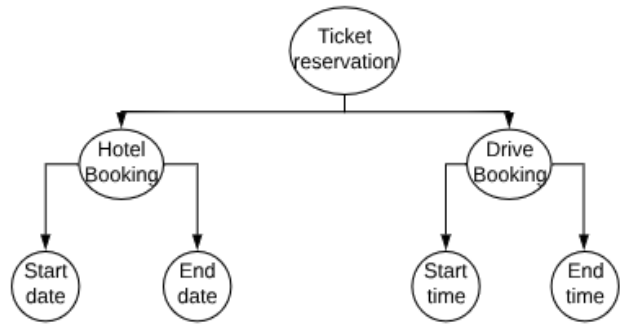 Ticket
reservation
Hotel
Booking
Drive
Booking
Start
date
End
date
Start
time
End
time